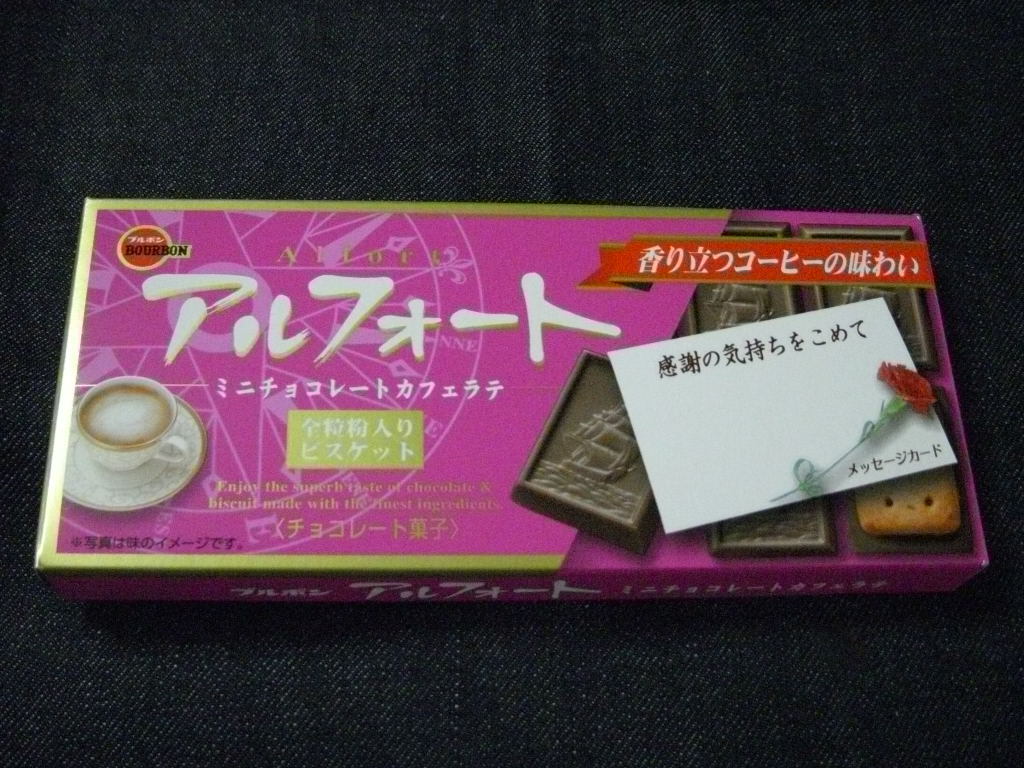 ブルボン
BOURBON
Alfort
アルフォート
ミニチョコレートカフェラテ
全粒粉入り
ビスケット
Enjoy the superb taste of chocolate &
biscuit made with the finest ingredients.
〈チョコレート菓子〉
※写真は味のイメージです。
香り立つコーヒーの味わい
感謝の気持ちをこめて
メッセージカード
ブルボン アルフォート ミニチョコレートカフェラテ